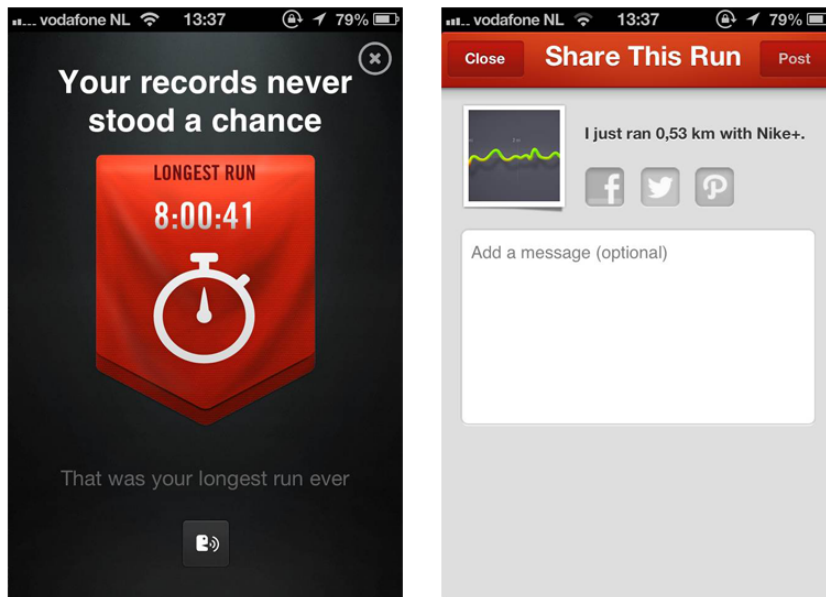 vodafone NL 13:37 79%
Your records never
stood a chance
LONGEST RUN
8:00:41
That was your longest run ever
vodafone NL 13:37 79%
Close Share This Run Post
I just ran 0,53 km with Nike+.
Add a message (optional)